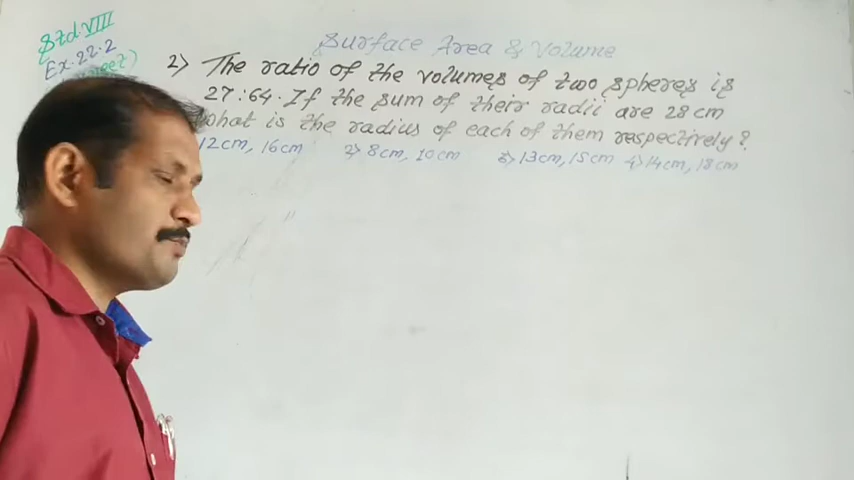 Std. VIII
Ex. 22.2
Surface Area & Volume
2) The ratio of the volumes of two spheres is
27:64. If the sum of their radii are 28 cm
what is the radius of each of them respectively?
12cm, 16cm 2) 8cm, 10cm 3) 13cm, 15cm 4) 14cm, 18cm